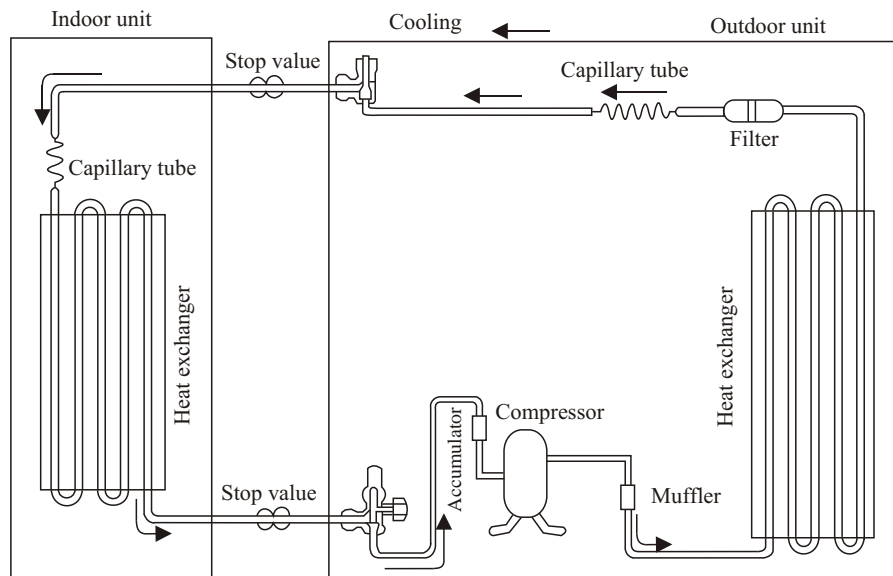 Indoor unit
Cooling
Outdoor unit
Stop value
Capillary tube
Filter
Capillary tube
Heat exchanger
Heat exchanger
Compressor
Accumulator
Stop value
Muffler